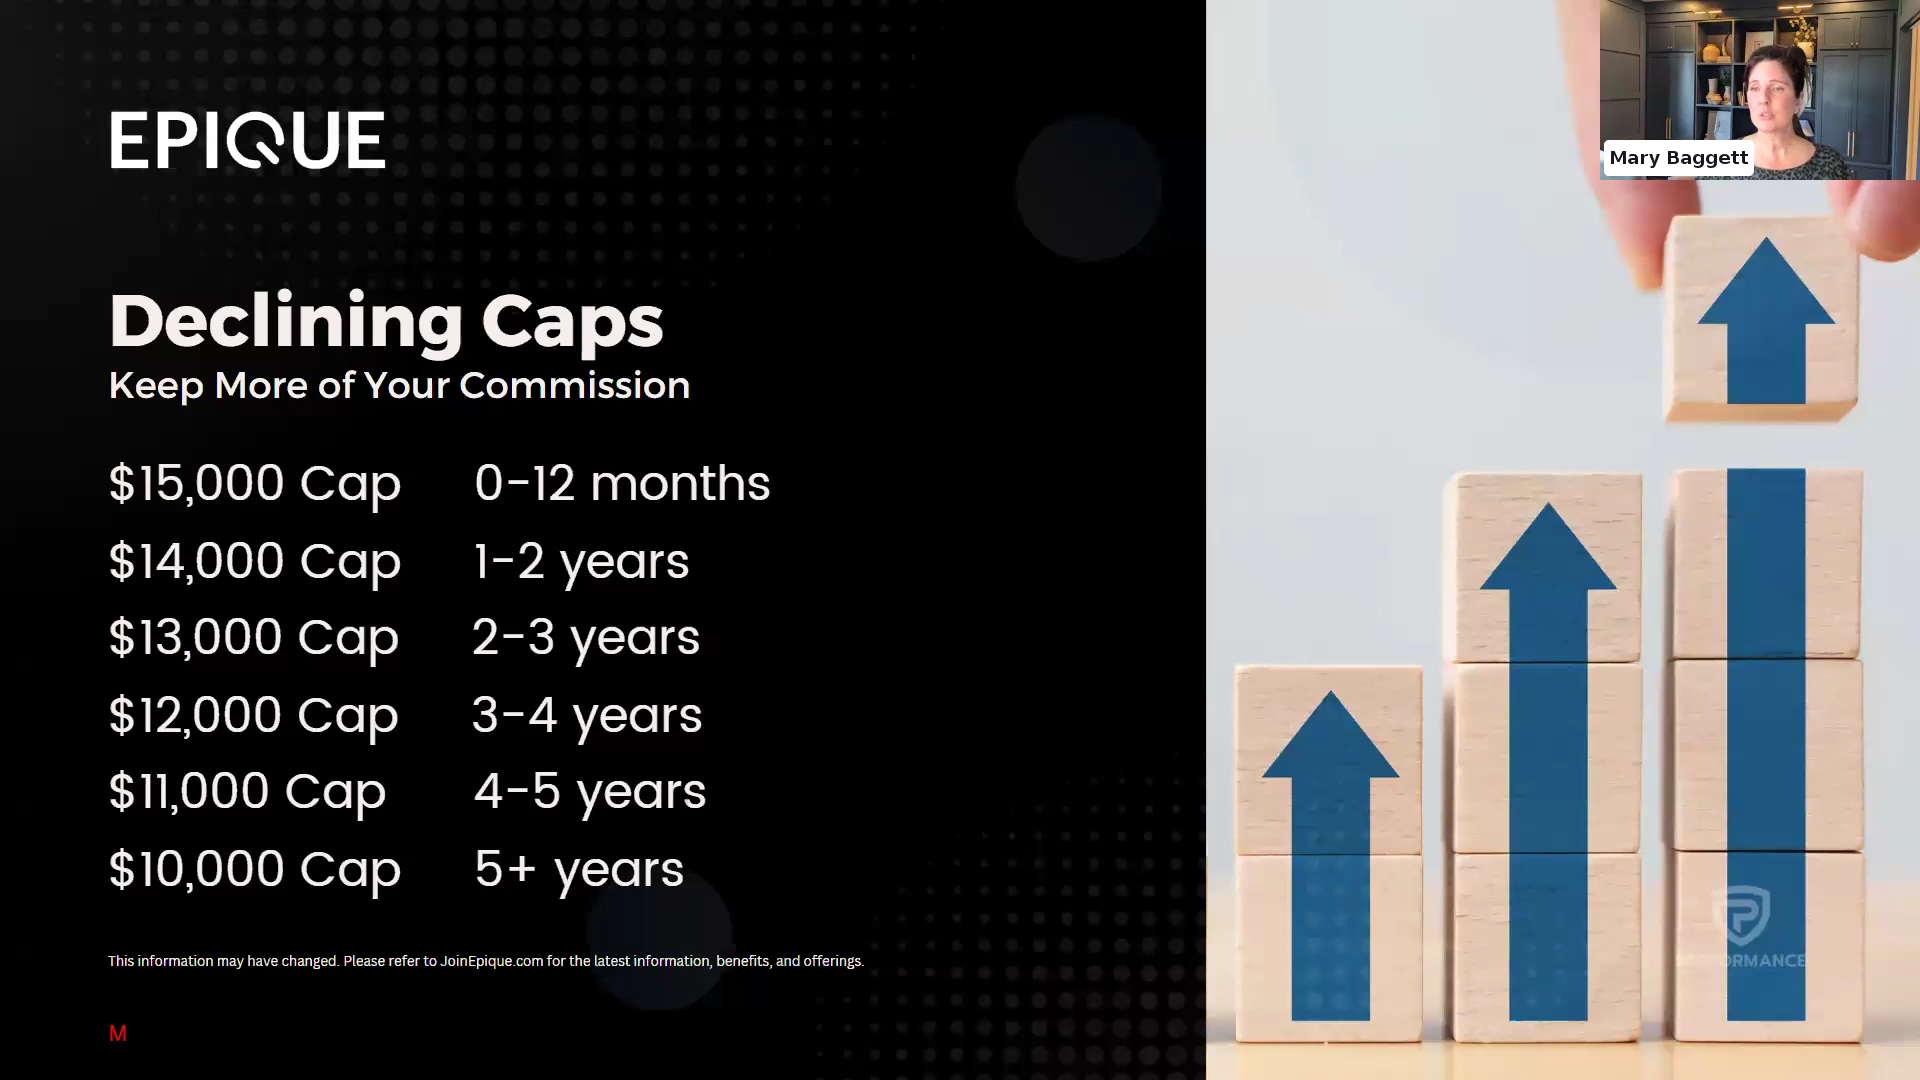 EPIQUE
Mary Baggett
Declining Caps
Keep More of Your Commission
$15,000 Cap 0-12 months
$14,000 Cap 1-2 years
$13,000 Cap 2-3 years
$12,000 Cap 3-4 years
$11,000 Cap 4-5 years
$10,000 Cap 5+ years
This information may have changed. Please refer to JoinEpique.com for the latest information, benefits, and offerings.
M